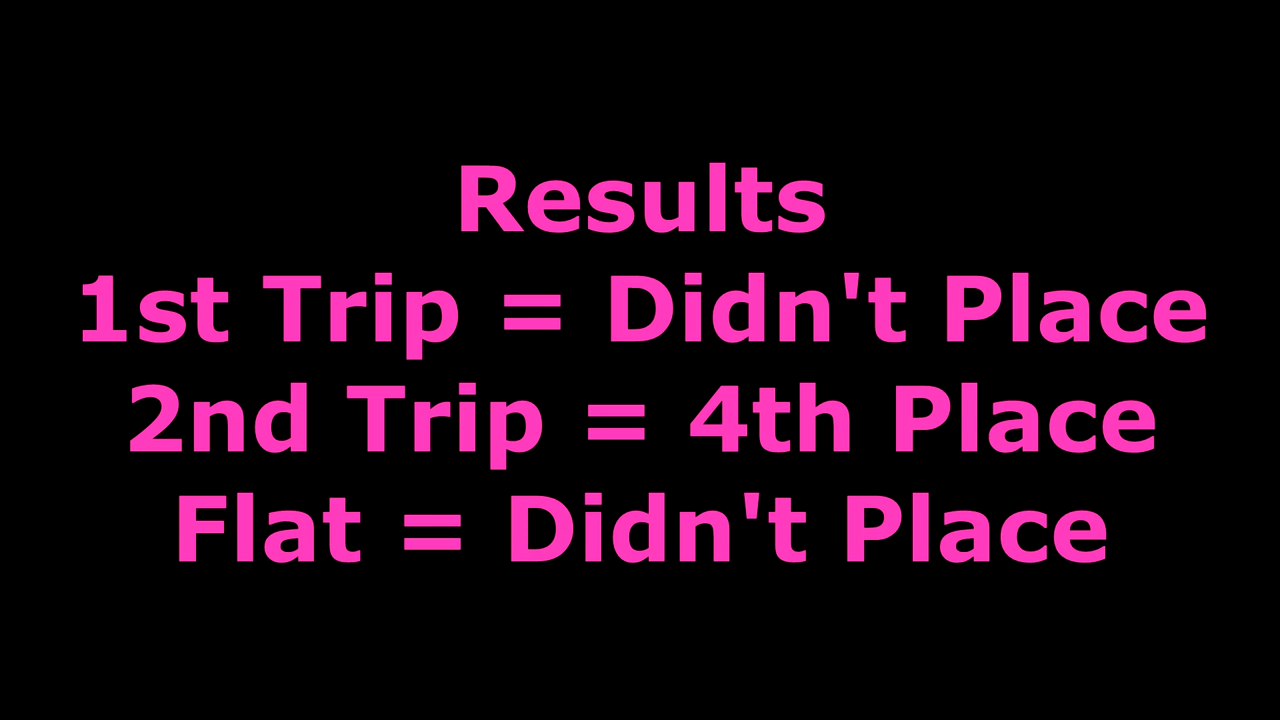 Results
1st Trip = Didn't Place
2nd Trip = 4th Place
Flat = Didn't Place